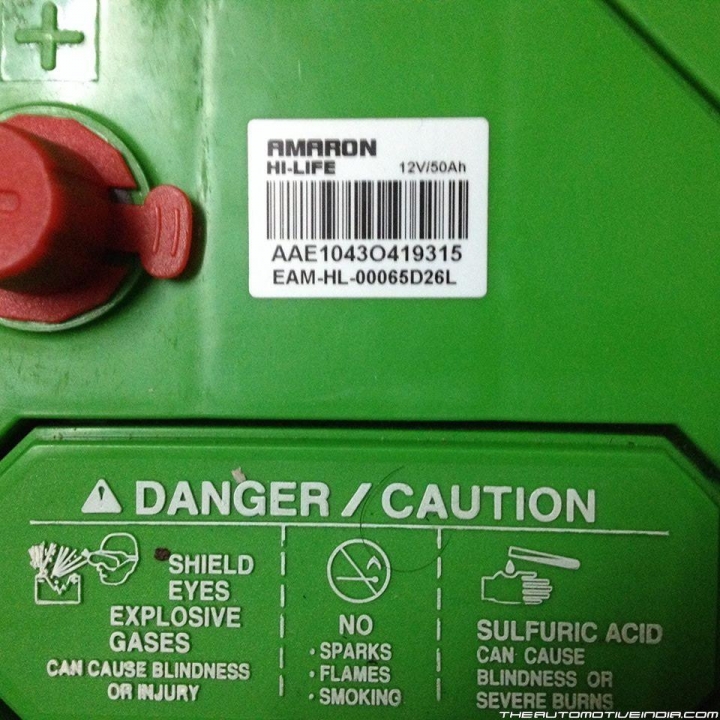 +
AMARON
HI-LIFE 12V/50Ah
AAE1043O419315
EAM-HL-00065D26L
DANGER / CAUTION
SHIELD
EYES
EXPLOSIVE
GASES
CAN CAUSE BLINDNESS
OR INJURY
NO
• SPARKS
• FLAMES
• SMOKING
SULFURIC ACID
CAN CAUSE
BLINDNESS OR
SEVERE BURNS
THEAUTOMOTIVEINDIA.COM